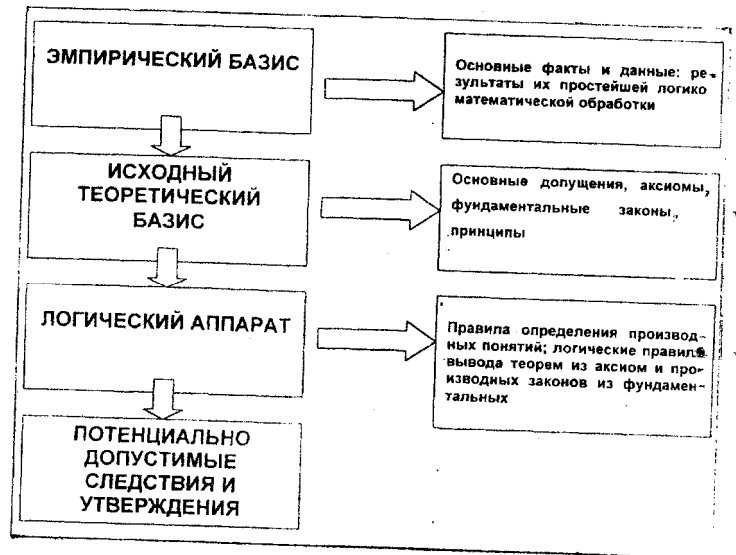 ЭМПИРИЧЕСКИЙ БАЗИС
Основные факты и данные: ре-
зультаты их простейшей логико
математической обработки
ИСХОДНЫЙ
ТЕОРЕТИЧЕСКИЙ
БАЗИС
Основные допущения, аксиомы,
фундаментальные законы,
принципы
ЛОГИЧЕСКИЙ АППАРАТ
Правила определения производ-
ных понятий; логические правила
вывода теорем из аксиом и про-
изводных законов из фундамен-
тальных
ПОТЕНЦИАЛЬНО
ДОПУСТИМЫЕ
СЛЕДСТВИЯ И
УТВЕРЖДЕНИЯ